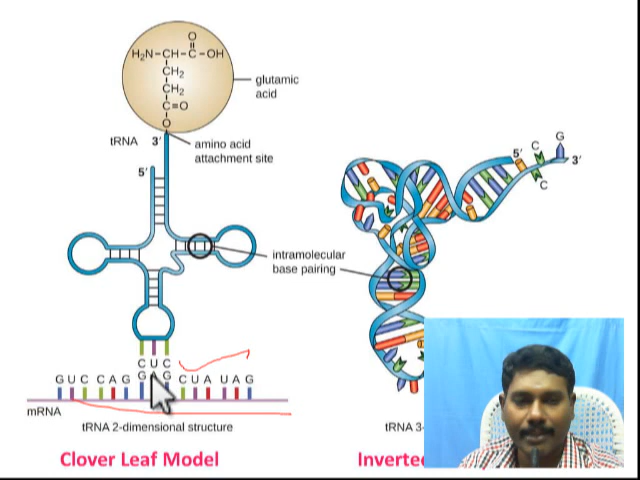 O
H₂N-CH-C-OH
CH₂
CH₂
C=O
O
glutamic
acid
tRNA 3′
amino acid
attachment site
5′
intramolecular
base pairing
5′ C C G 3′
C U C
G U C C A G G G C U A U A G
mRNA
tRNA 2-dimensional structure
tRNA 3-
Clover Leaf Model
Inverte